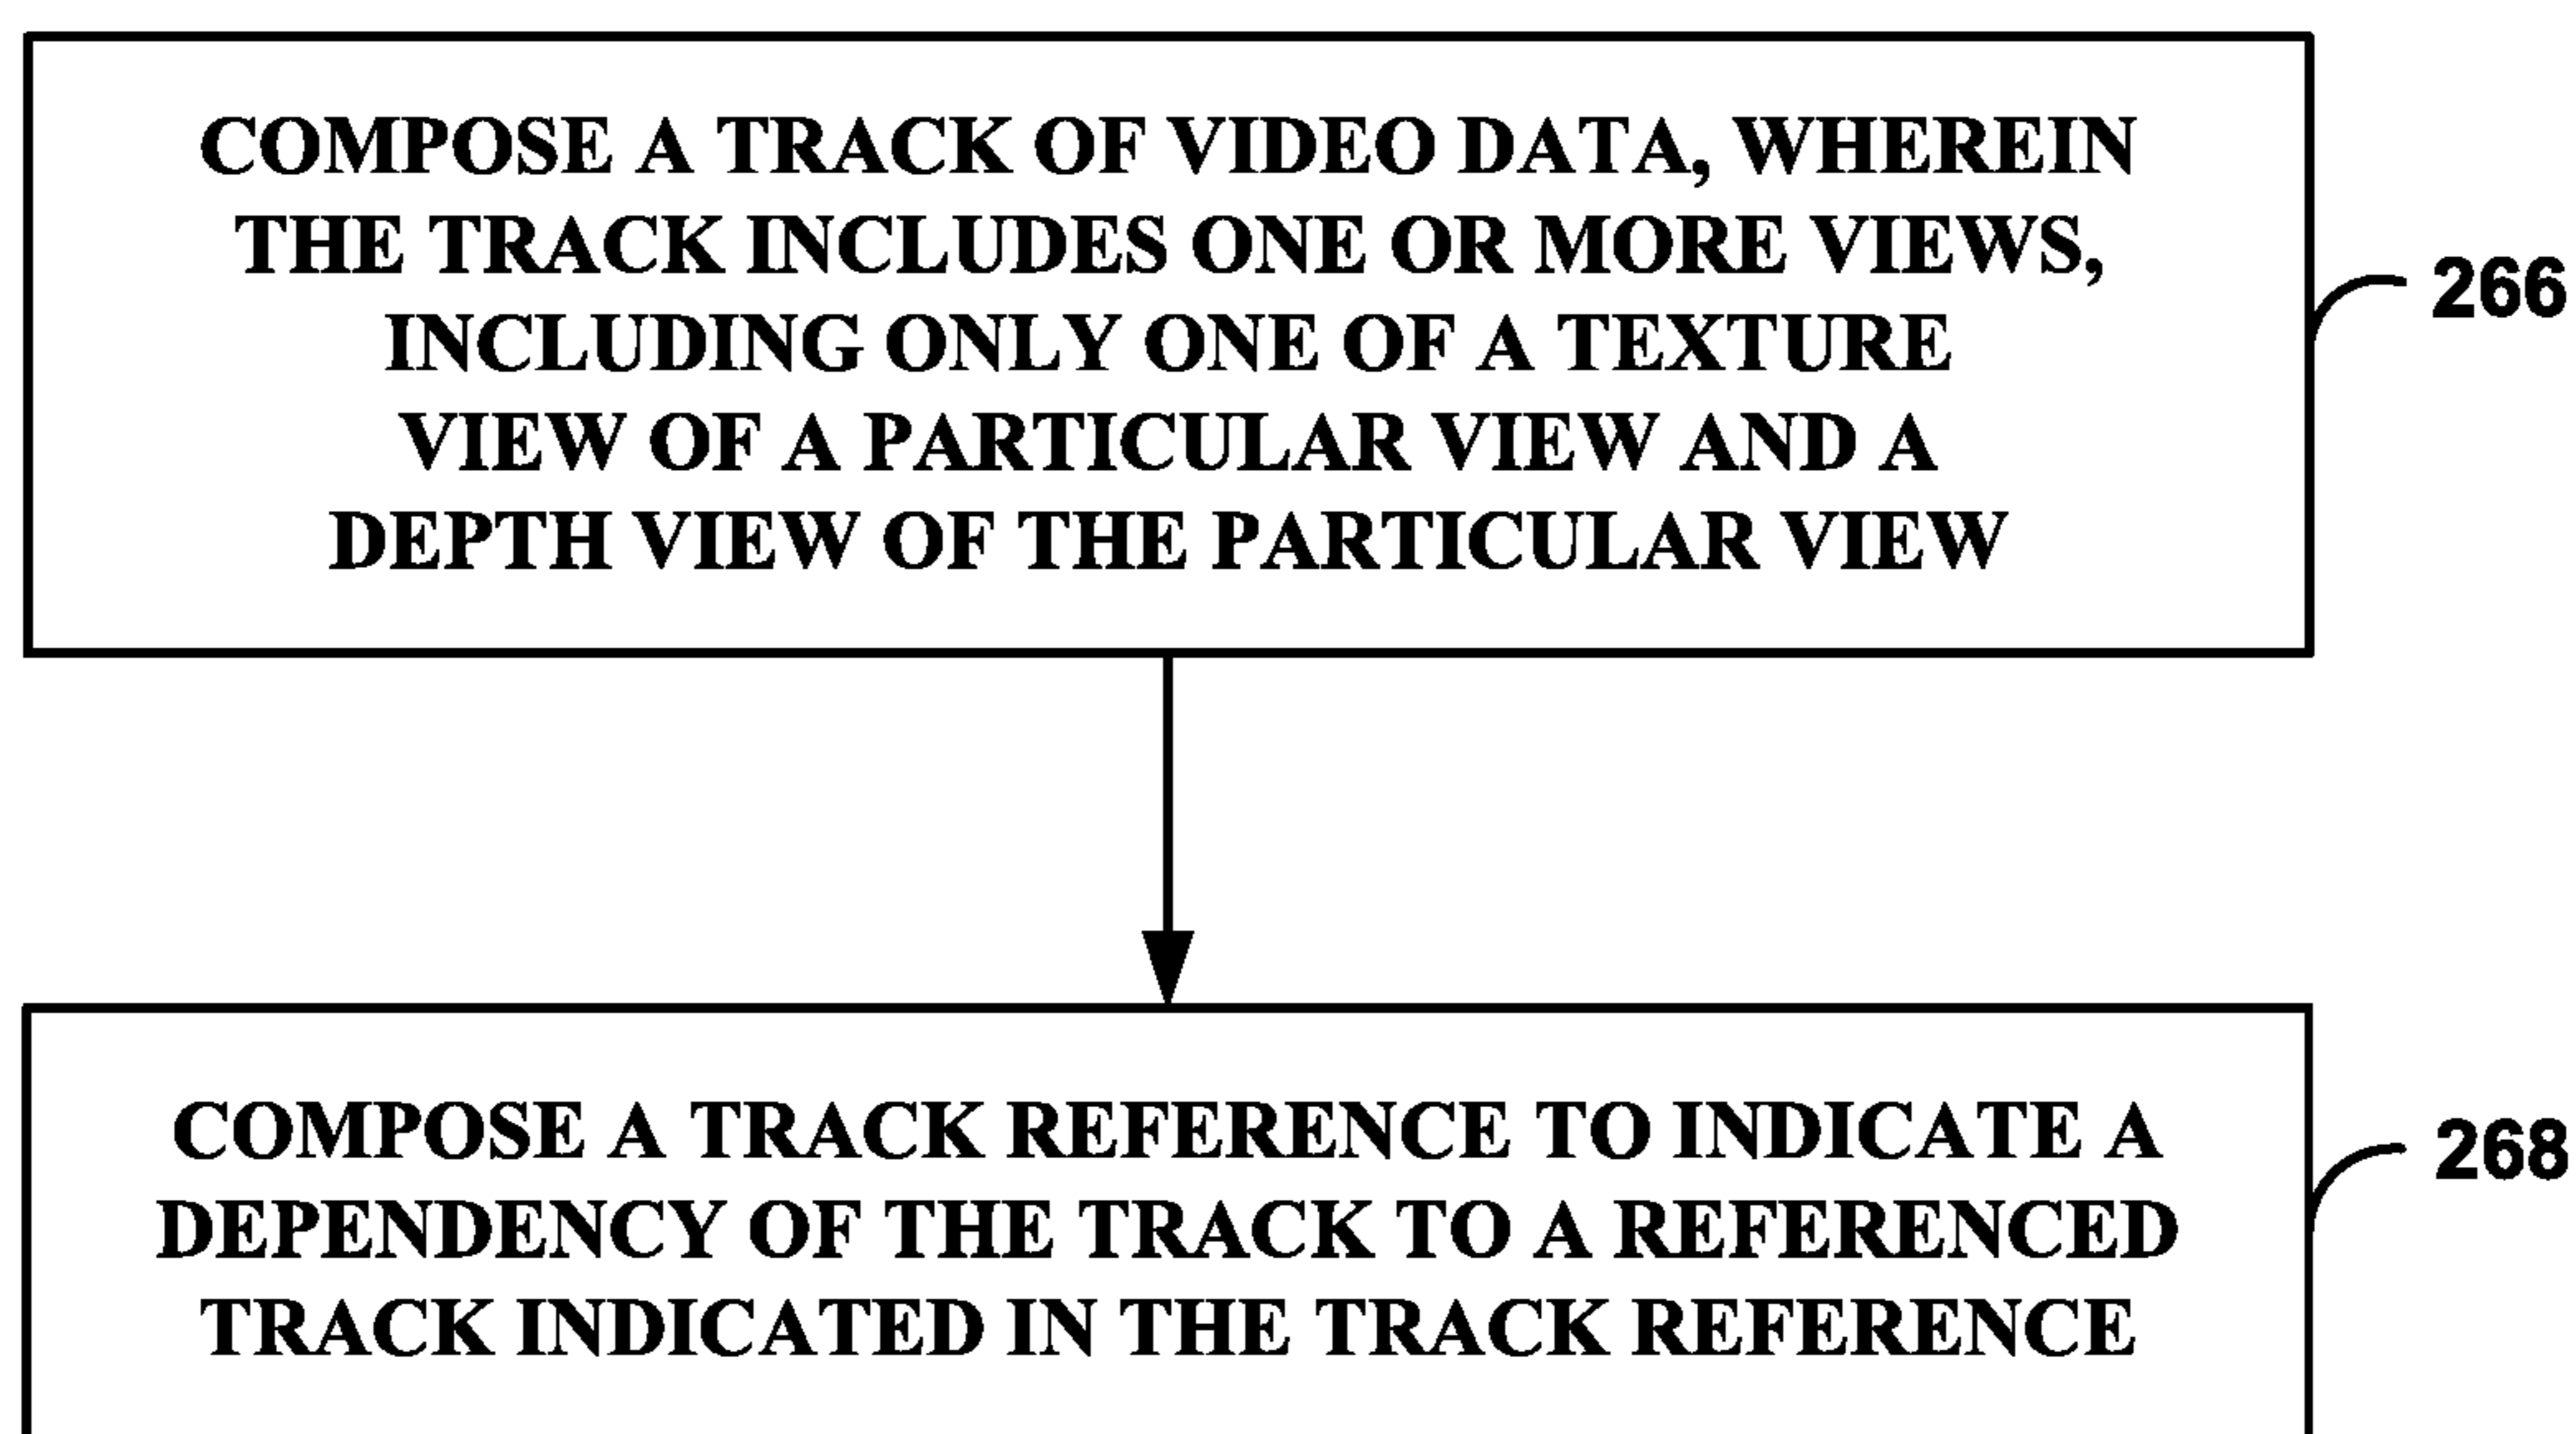 COMPOSE A TRACK OF VIDEO DATA, WHEREIN
THE TRACK INCLUDES ONE OR MORE VIEWS,
INCLUDING ONLY ONE OF A TEXTURE
VIEW OF A PARTICULAR VIEW AND A
DEPTH VIEW OF THE PARTICULAR VIEW
266
COMPOSE A TRACK REFERENCE TO INDICATE A
DEPENDENCY OF THE TRACK TO A REFERENCED
TRACK INDICATED IN THE TRACK REFERENCE
268